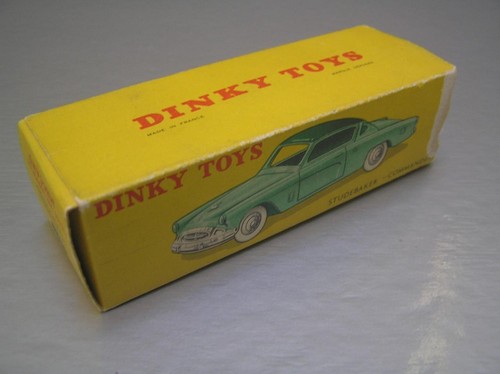 DINKY TOYS
MADE IN FRANCE
DINKY TOYS
STUDEBAKER